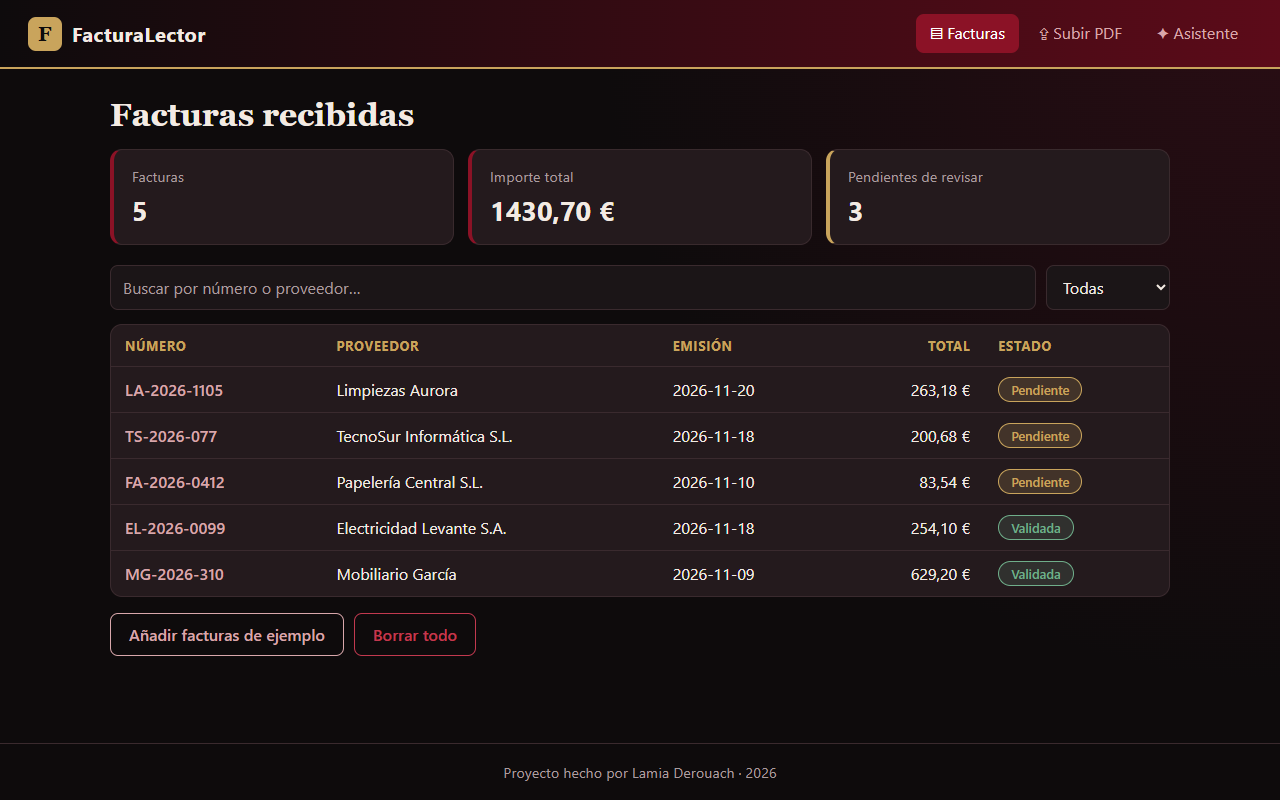 F FacturaLector
Facturas
Subir PDF
Asistente
Facturas recibidas
Facturas
5
Importe total
1430,70 €
Pendientes de revisar
3
Buscar por número o proveedor...
Todas
NÚMERO PROVEEDOR EMISIÓN TOTAL ESTADO
LA-2026-1105 Limpiezas Aurora 2026-11-20 263,18 € Pendiente
TS-2026-077 TecnoSur Informática S.L. 2026-11-18 200,68 € Pendiente
FA-2026-0412 Papelería Central S.L. 2026-11-10 83,54 € Pendiente
EL-2026-0099 Electricidad Levante S.A. 2026-11-18 254,10 € Validada
MG-2026-310 Mobiliario García 2026-11-09 629,20 € Validada
Añadir facturas de ejemplo
Borrar todo
Proyecto hecho por Lamia Derouach · 2026